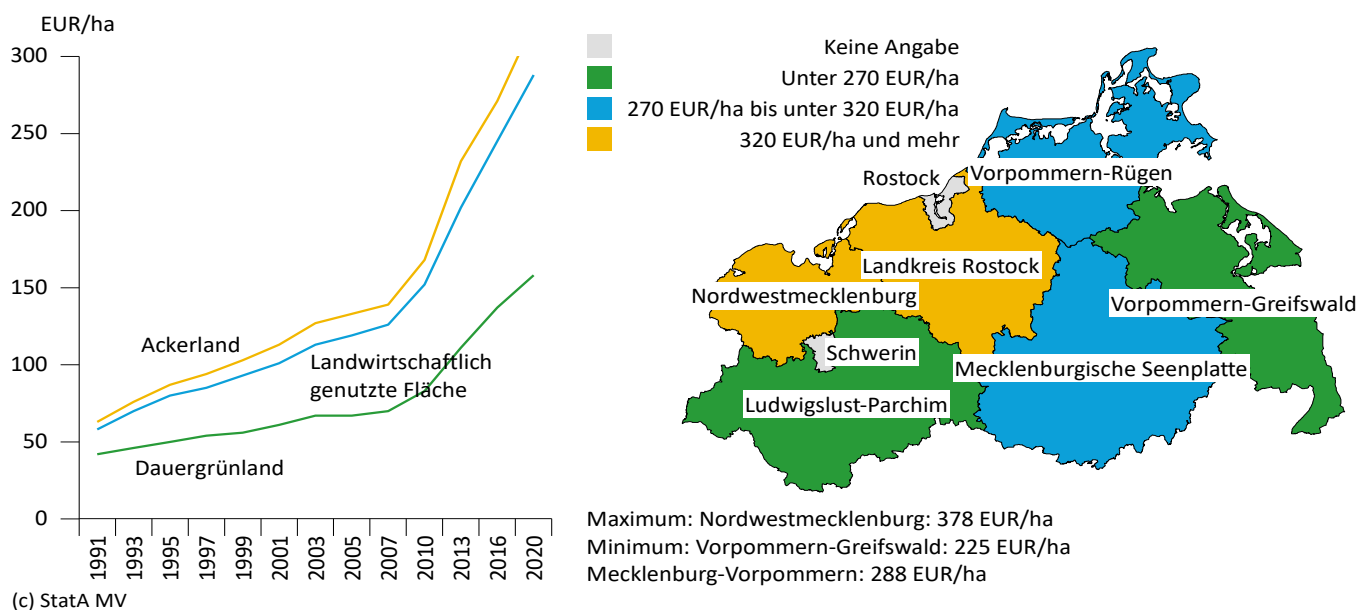 EUR/ha
300
250
200
150
100
50
0
Ackerland
Landwirtschaftlich
genutzte Fläche
Dauergrünland
1991
1993
1995
1997
1999
2001
2003
2005
2007
2010
2013
2016
2020
(c) StatA MV
Keine Angabe
Unter 270 EUR/ha
270 EUR/ha bis unter 320 EUR/ha
320 EUR/ha und mehr
Rostock
Vorpommern-Rügen
Landkreis Rostock
Nordwestmecklenburg
Vorpommern-Greifswald
Schwerin
Mecklenburgische Seenplatte
Ludwigslust-Parchim
Maximum: Nordwestmecklenburg: 378 EUR/ha
Minimum: Vorpommern-Greifswald: 225 EUR/ha
Mecklenburg-Vorpommern: 288 EUR/ha